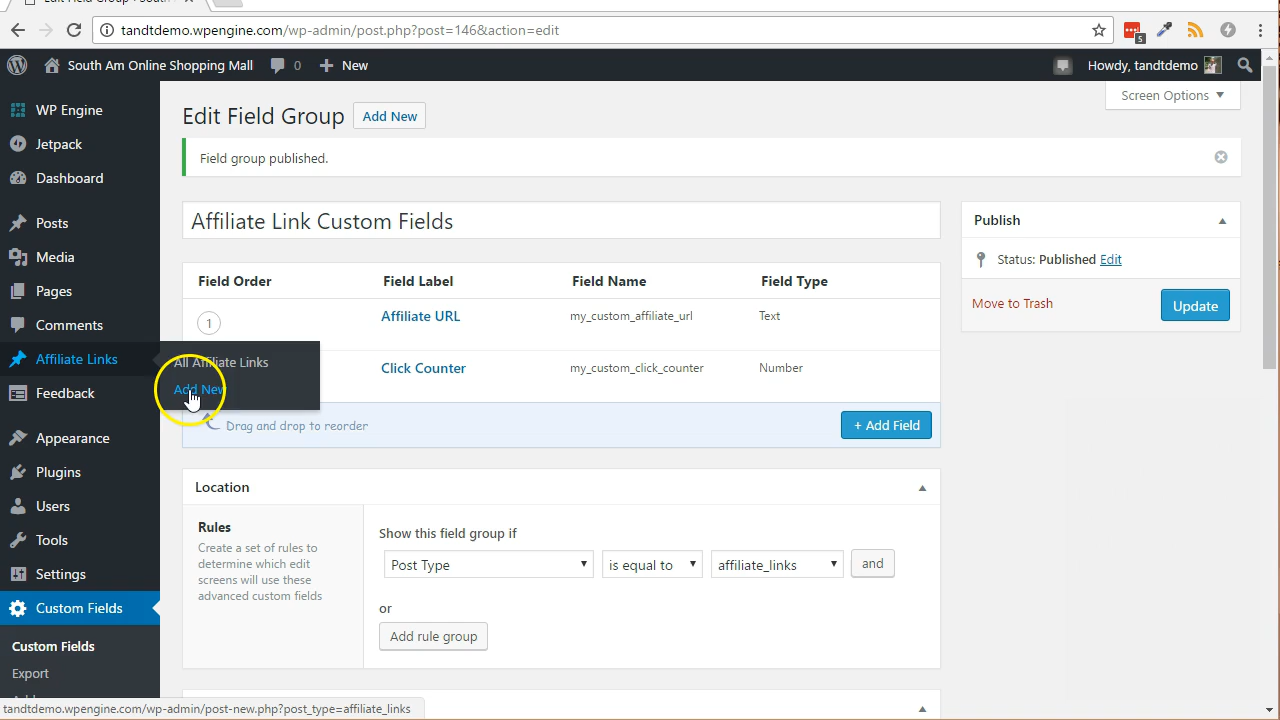 Edit Field Group
tandtdemo.wpengine.com/wp-admin/post.php?post=146&action=edit
5
South Am Online Shopping Mall
0
New
Howdy, tandtdemo
Screen Options
WP Engine
Jetpack
Dashboard
Posts
Media
Pages
Comments
Affiliate Links
All Affiliate Links
Add New
Feedback
Appearance
Plugins
Users
Tools
Settings
Custom Fields
Custom Fields
Export
Edit Field Group
Add New
Field group published.
Affiliate Link Custom Fields
Field Order Field Label Field Name Field Type
1 Affiliate URL my_custom_affiliate_url Text
Click Counter my_custom_click_counter Number
Drag and drop to reorder
+ Add Field
Location
Rules
Create a set of rules to
determine which edit
screens will use these
advanced custom fields
Show this field group if
Post Type is equal to affiliate_links and
or
Add rule group
Publish
Status: Published Edit
Move to Trash
Update
tandtdemo.wpengine.com/wp-admin/post-new.php?post_type=affiliate_links